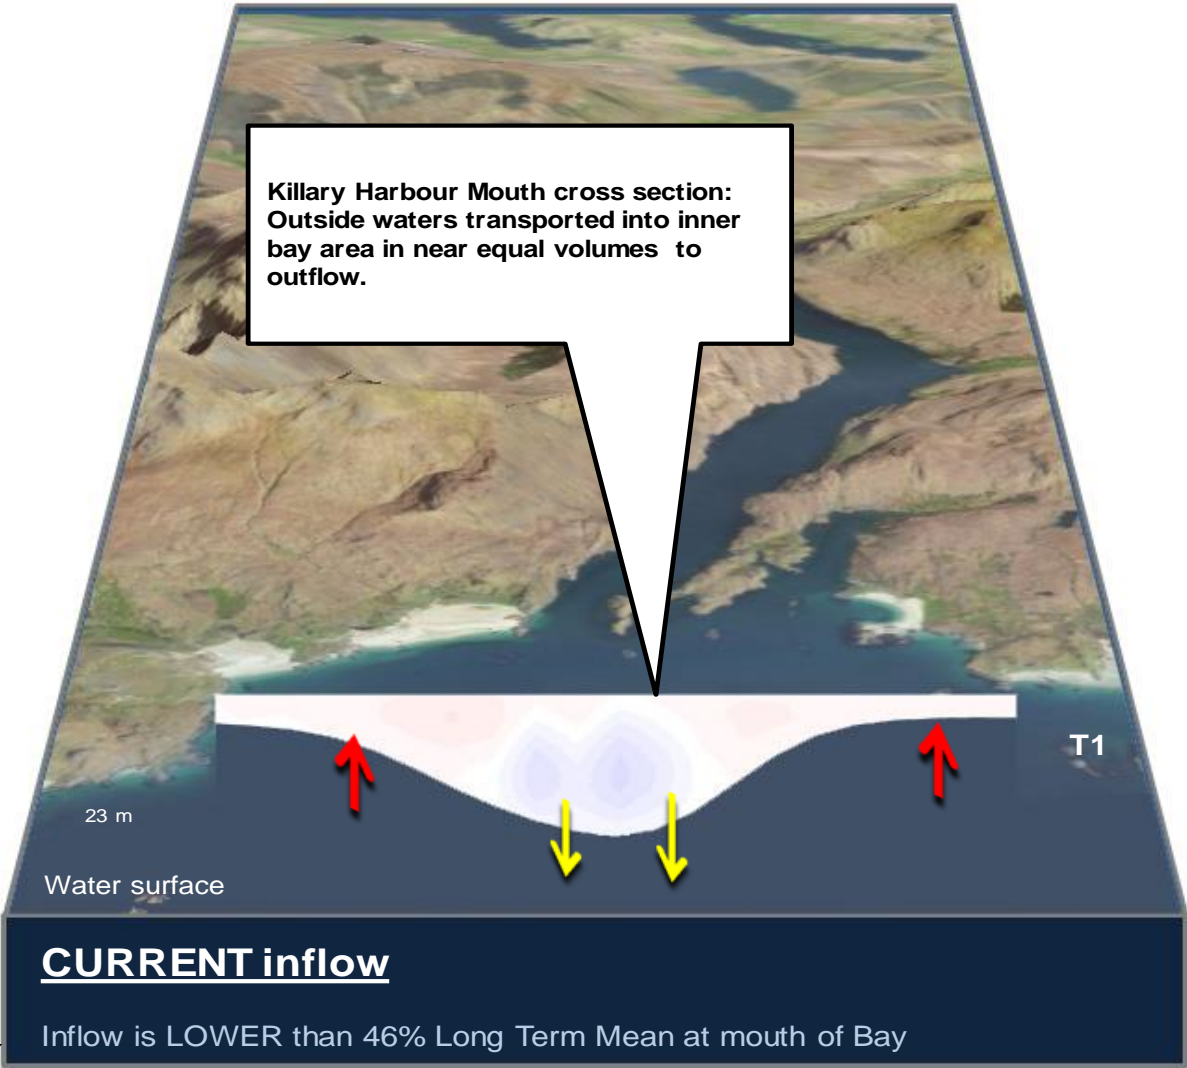 Killary Harbour Mouth cross section:
Outside waters transported into inner
bay area in near equal volumes to
outflow.
T1
23 m
Water surface
CURRENT inflow
Inflow is LOWER than 46% Long Term Mean at mouth of Bay